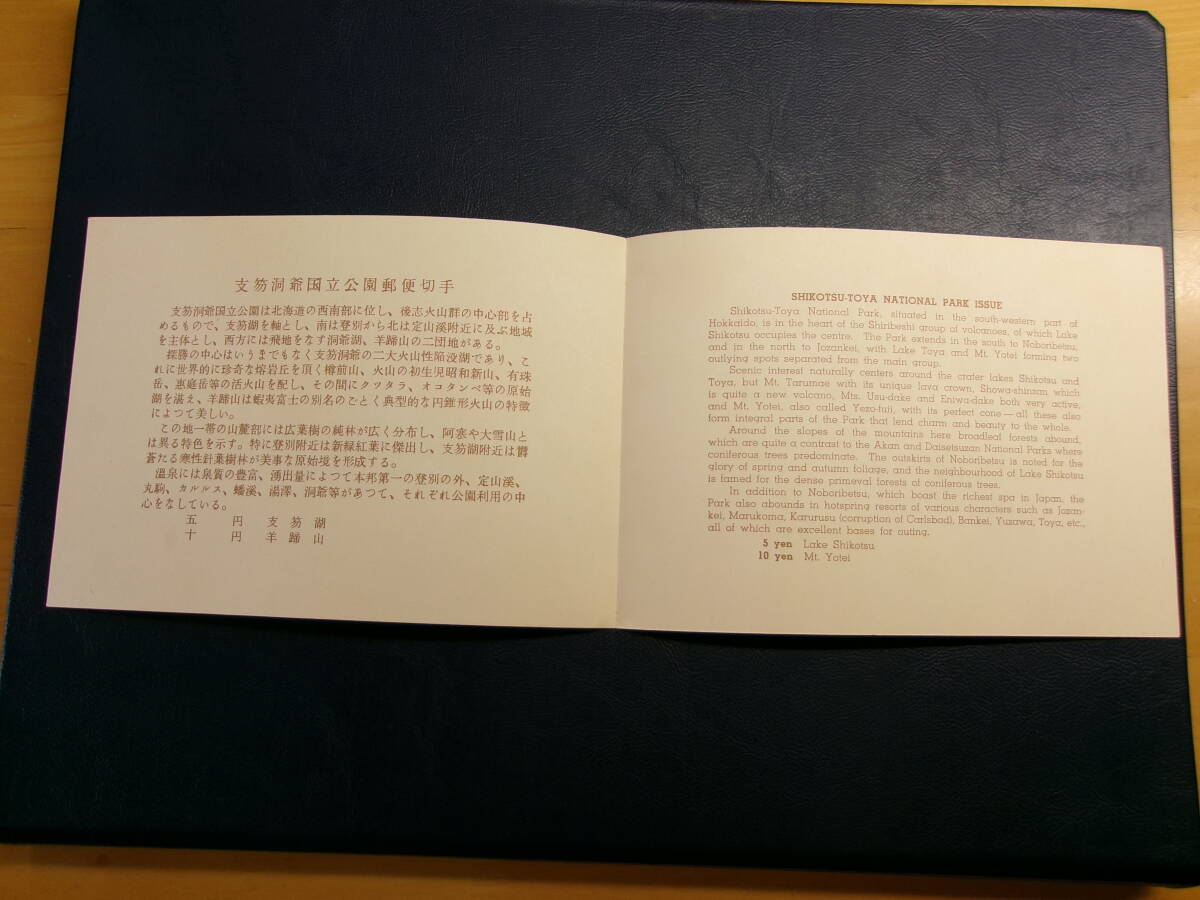 支笏洞爺国立公園郵便切手
支笏洞爺国立公園は北海道の西南部に位し、後志火山群の中心部を占
めるもので、支笏湖を軸とし、南は登別から北は定山渓附近に及ぶ地域
を主体とし、西方には飛地をなす洞爺湖、羊蹄山の二団地がある。
探勝の中心はいうまでもなく支笏洞爺の二大火山性陥没湖であり、こ
れに世界的に珍奇な熔岩丘を頂く樽前山、火山の初生児昭和新山、有珠
岳、恵庭岳等の活火山を配し、その間にクツタラ、オコタンペ等の原始
湖を湛え、羊蹄山は蝦夷富士の別名のごとく典型的な円錐形火山の特徴
によつて美しい。
この地一帯の山麓部には広葉樹の純林が広く分布し、阿寒や大雪山と
は異る特色を示す。特に登別附近は新緑紅葉に傑出し、支笏湖附近は欝
蒼たる寒性針葉樹林が美事な原始境を形成する。
温泉には泉質の豊富、湧出量によつて本邦第一の登別の外、定山渓、
丸駒、カルルス、蟠渓、湯澤、洞爺等があつて、それぞれ公園利用の中
心をなしている。
五 円 支笏湖
十 円 羊蹄山
SHIKOTSU-TOYA NATIONAL PARK ISSUE
Shikotsu-Toya National Park, situated in the south-western part of
Hokkaido, is in the heart of the Shiribeshi group of volcanoes, of which Lake
Shikotsu occupies the centre. The Park extends in the south to Noboribetsu,
and in the north to Jozankei, with Lake Toya and Mt. Yotei forming two
outlying spots separated from the main group.
Scenic interest naturally centers around the crater lakes Shikotsu and
Toya, but Mt. Tarumae with its unique lava crown, Showa-shinzan which
is quite a new volcano, Mts. Usu-dake and Eniwa-dake both very active,
and Mt. Yotei, also called Yezo-fuji, with its perfect cone—all these also
form integral parts of the Park that lend charm and beauty to the whole.
Around the slopes of the mountains here broadleaf forests abound,
which are quite a contrast to the Akan and Daisetsuzan National Parks where
coniferous trees predominate. The outskirts of Noboribetsu is noted for the
glory of spring and autumn foliage, and the neighbourhood of Lake Shikotsu
is famed for the dense primeval forests of coniferous trees.
In addition to Noboribetsu, which boast the richest spa in Japan, the
Park also abounds in hotspring resorts of various characters such as Jozan-
kei, Marukoma, Karurusu (corruption of Carlsbad), Bankei, Yuzawa, Toya, etc.,
all of which are excellent bases for outing.
5 yen Lake Shikotsu
10 yen Mt. Yotei